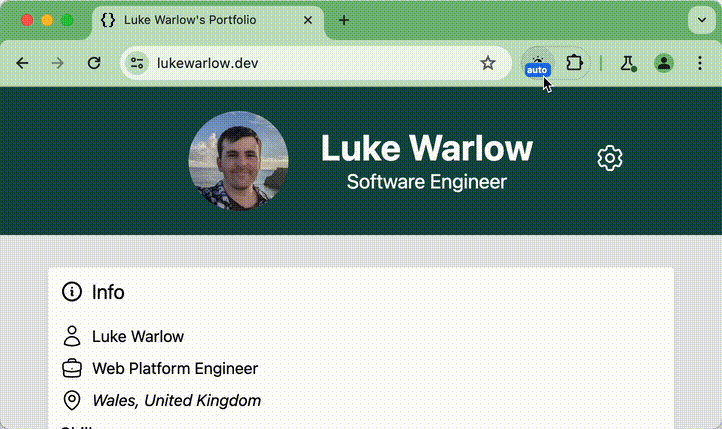 Luke Warlow's Portfolio
lukewarlow.dev
auto
Luke Warlow
Software Engineer
Info
Luke Warlow
Web Platform Engineer
Wales, United Kingdom